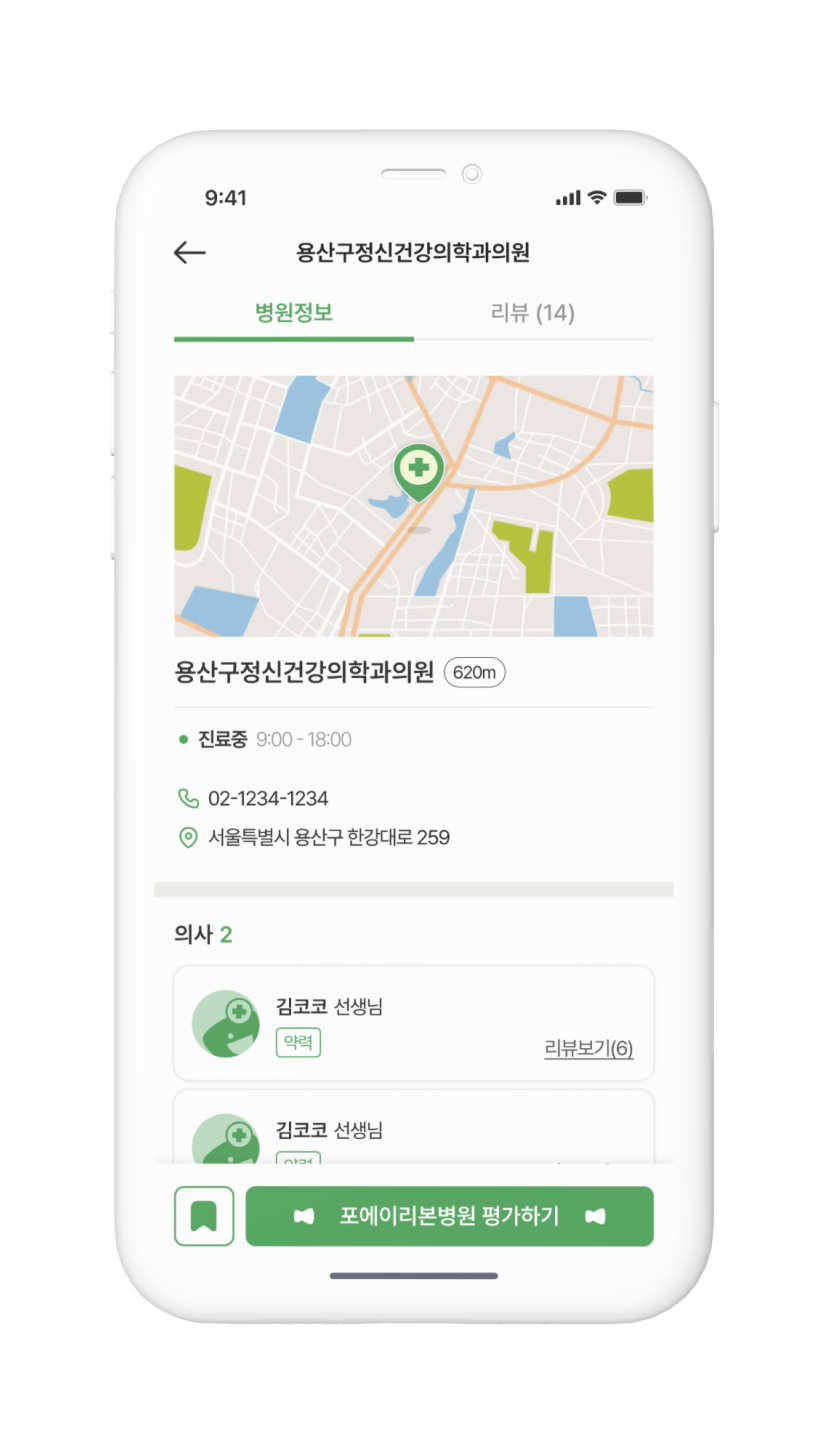 9:41
용산구정신건강의학과의원
병원정보
리뷰 (14)
용산구정신건강의학과의원 620m
진료중 9:00 - 18:00
02-1234-1234
서울특별시 용산구 한강대로 259
의사 2
김코코 선생님
약력
리뷰보기(6)
김코코 선생님
포에이리본병원 평가하기